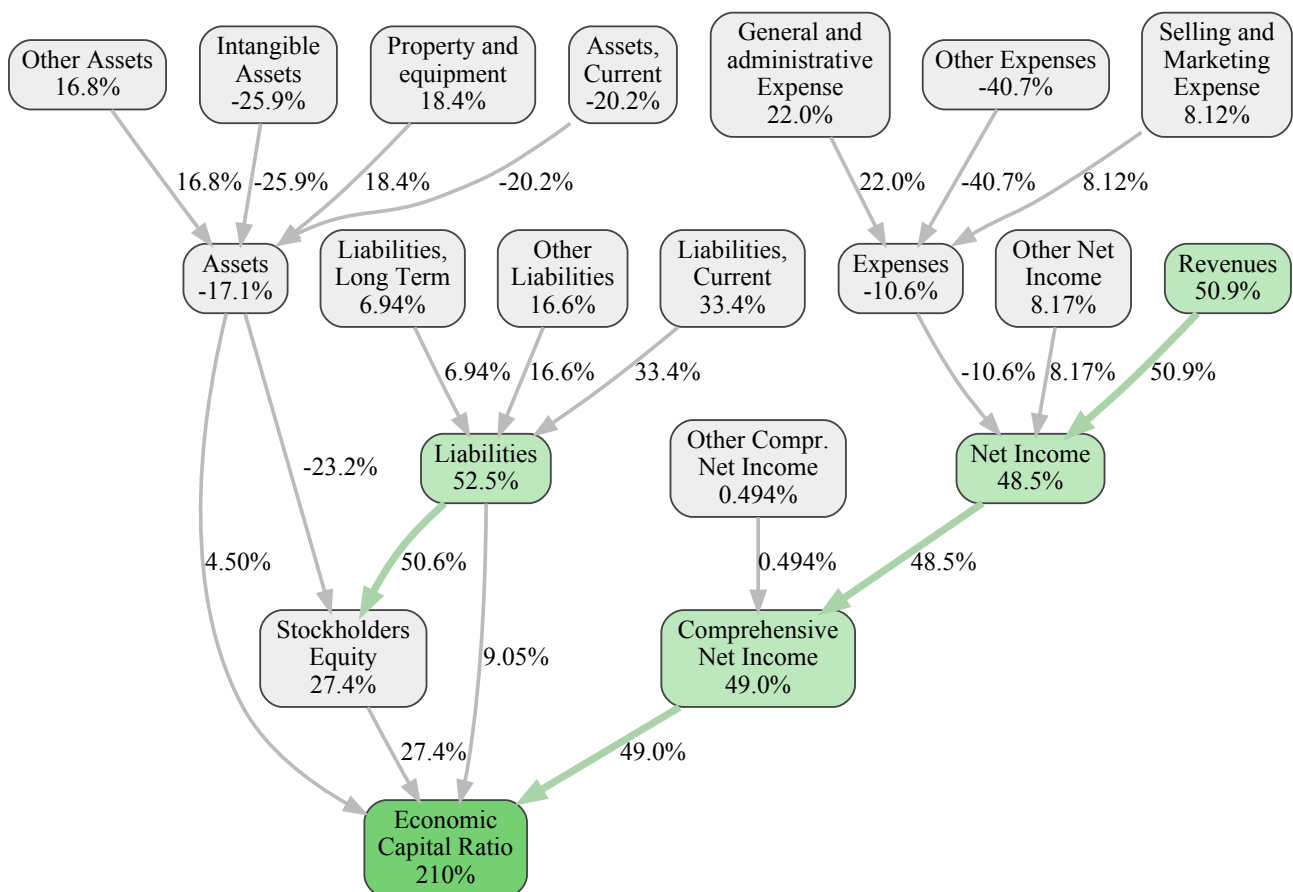 Other Assets
16.8%
Intangible
Assets
-25.9%
Property and
equipment
18.4%
Assets,
Current
-20.2%
General and
administrative
Expense
22.0%
Other Expenses
-40.7%
Selling and
Marketing
Expense
8.12%
16.8%
-25.9%
18.4%
-20.2%
22.0%
-40.7%
8.12%
Assets
-17.1%
Liabilities,
Long Term
6.94%
Other
Liabilities
16.6%
Liabilities,
Current
33.4%
Expenses
-10.6%
Other Net
Income
8.17%
Revenues
50.9%
6.94%
16.6%
33.4%
-10.6%
8.17%
50.9%
-23.2%
Liabilities
52.5%
Other Compr.
Net Income
0.494%
Net Income
48.5%
4.50%
50.6%
0.494%
48.5%
Stockholders
Equity
27.4%
9.05%
Comprehensive
Net Income
49.0%
27.4%
49.0%
Economic
Capital Ratio
210%